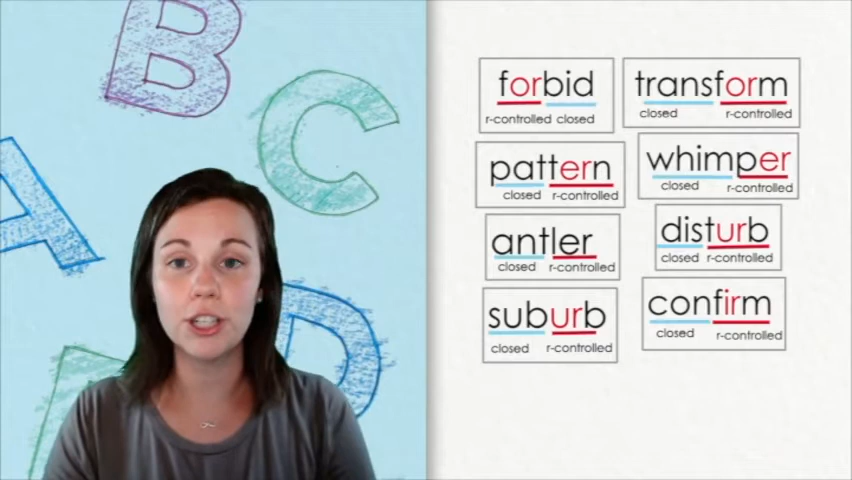 B
C
A
D
forbid transform
r-controlled closed closed r-controlled
pattern whimper
closed r-controlled closed r-controlled
antler disturb
closed r-controlled closed r-controlled
suburb confirm
closed r-controlled closed r-controlled